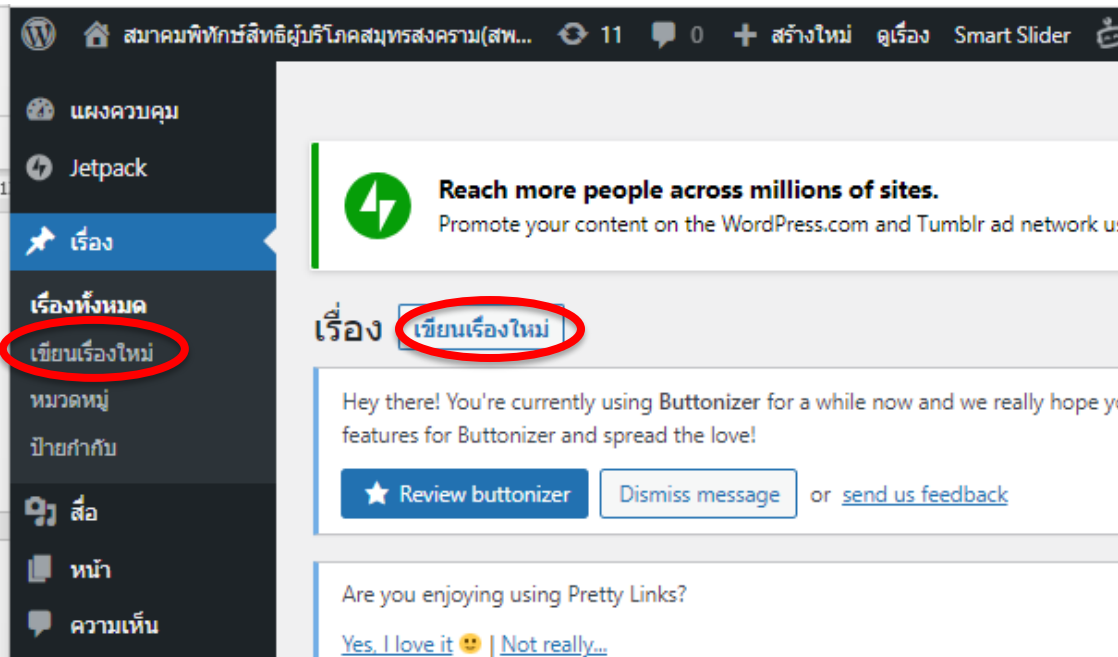 สมาคมพิทักษ์สิทธิผู้บริโภคสมุทรสงคราม(สพ... 11 0 + สร้างใหม่ ดูเรื่อง Smart Slider
แผงควบคุม
Jetpack
เรื่อง
เรื่องทั้งหมด
เขียนเรื่องใหม่
หมวดหมู่
ป้ายกำกับ
สื่อ
หน้า
ความเห็น
Reach more people across millions of sites.
Promote your content on the WordPress.com and Tumblr ad network
เรื่อง เขียนเรื่องใหม่
Hey there! You're currently using Buttonizer for a while now and we really hope
features for Buttonizer and spread the love!
Review buttonizer Dismiss message or send us feedback
Are you enjoying using Pretty Links?
Yes, I love it 🙂 | Not really...